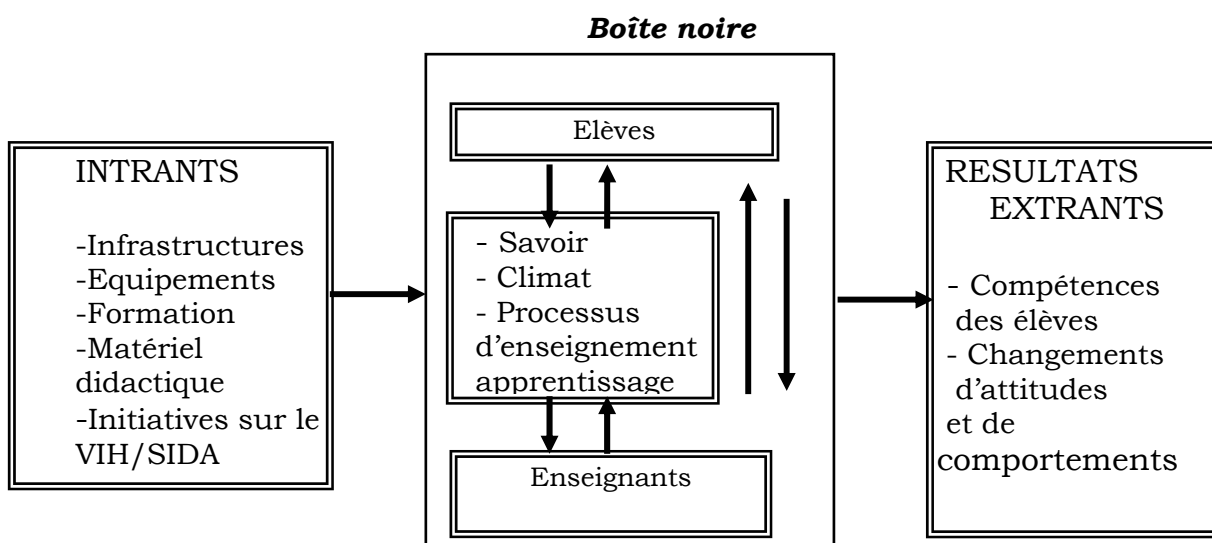 Boîte noire
INTRANTS
-Infrastructures
-Equipements
-Formation
-Matériel
didactique
-Initiatives sur le
VIH/SIDA
Elèves
- Savoir
- Climat
- Processus
d'enseignement
apprentissage
Enseignants
RESULTATS
EXTRANTS
- Compétences
des élèves
- Changements
d'attitudes
et de
comportements